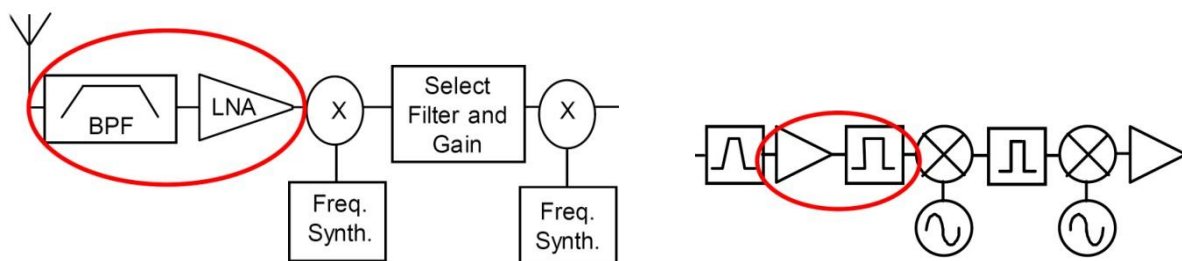 BPF
LNA
X
Select
Filter and
Gain
X
Freq.
Synth.
Freq.
Synth.